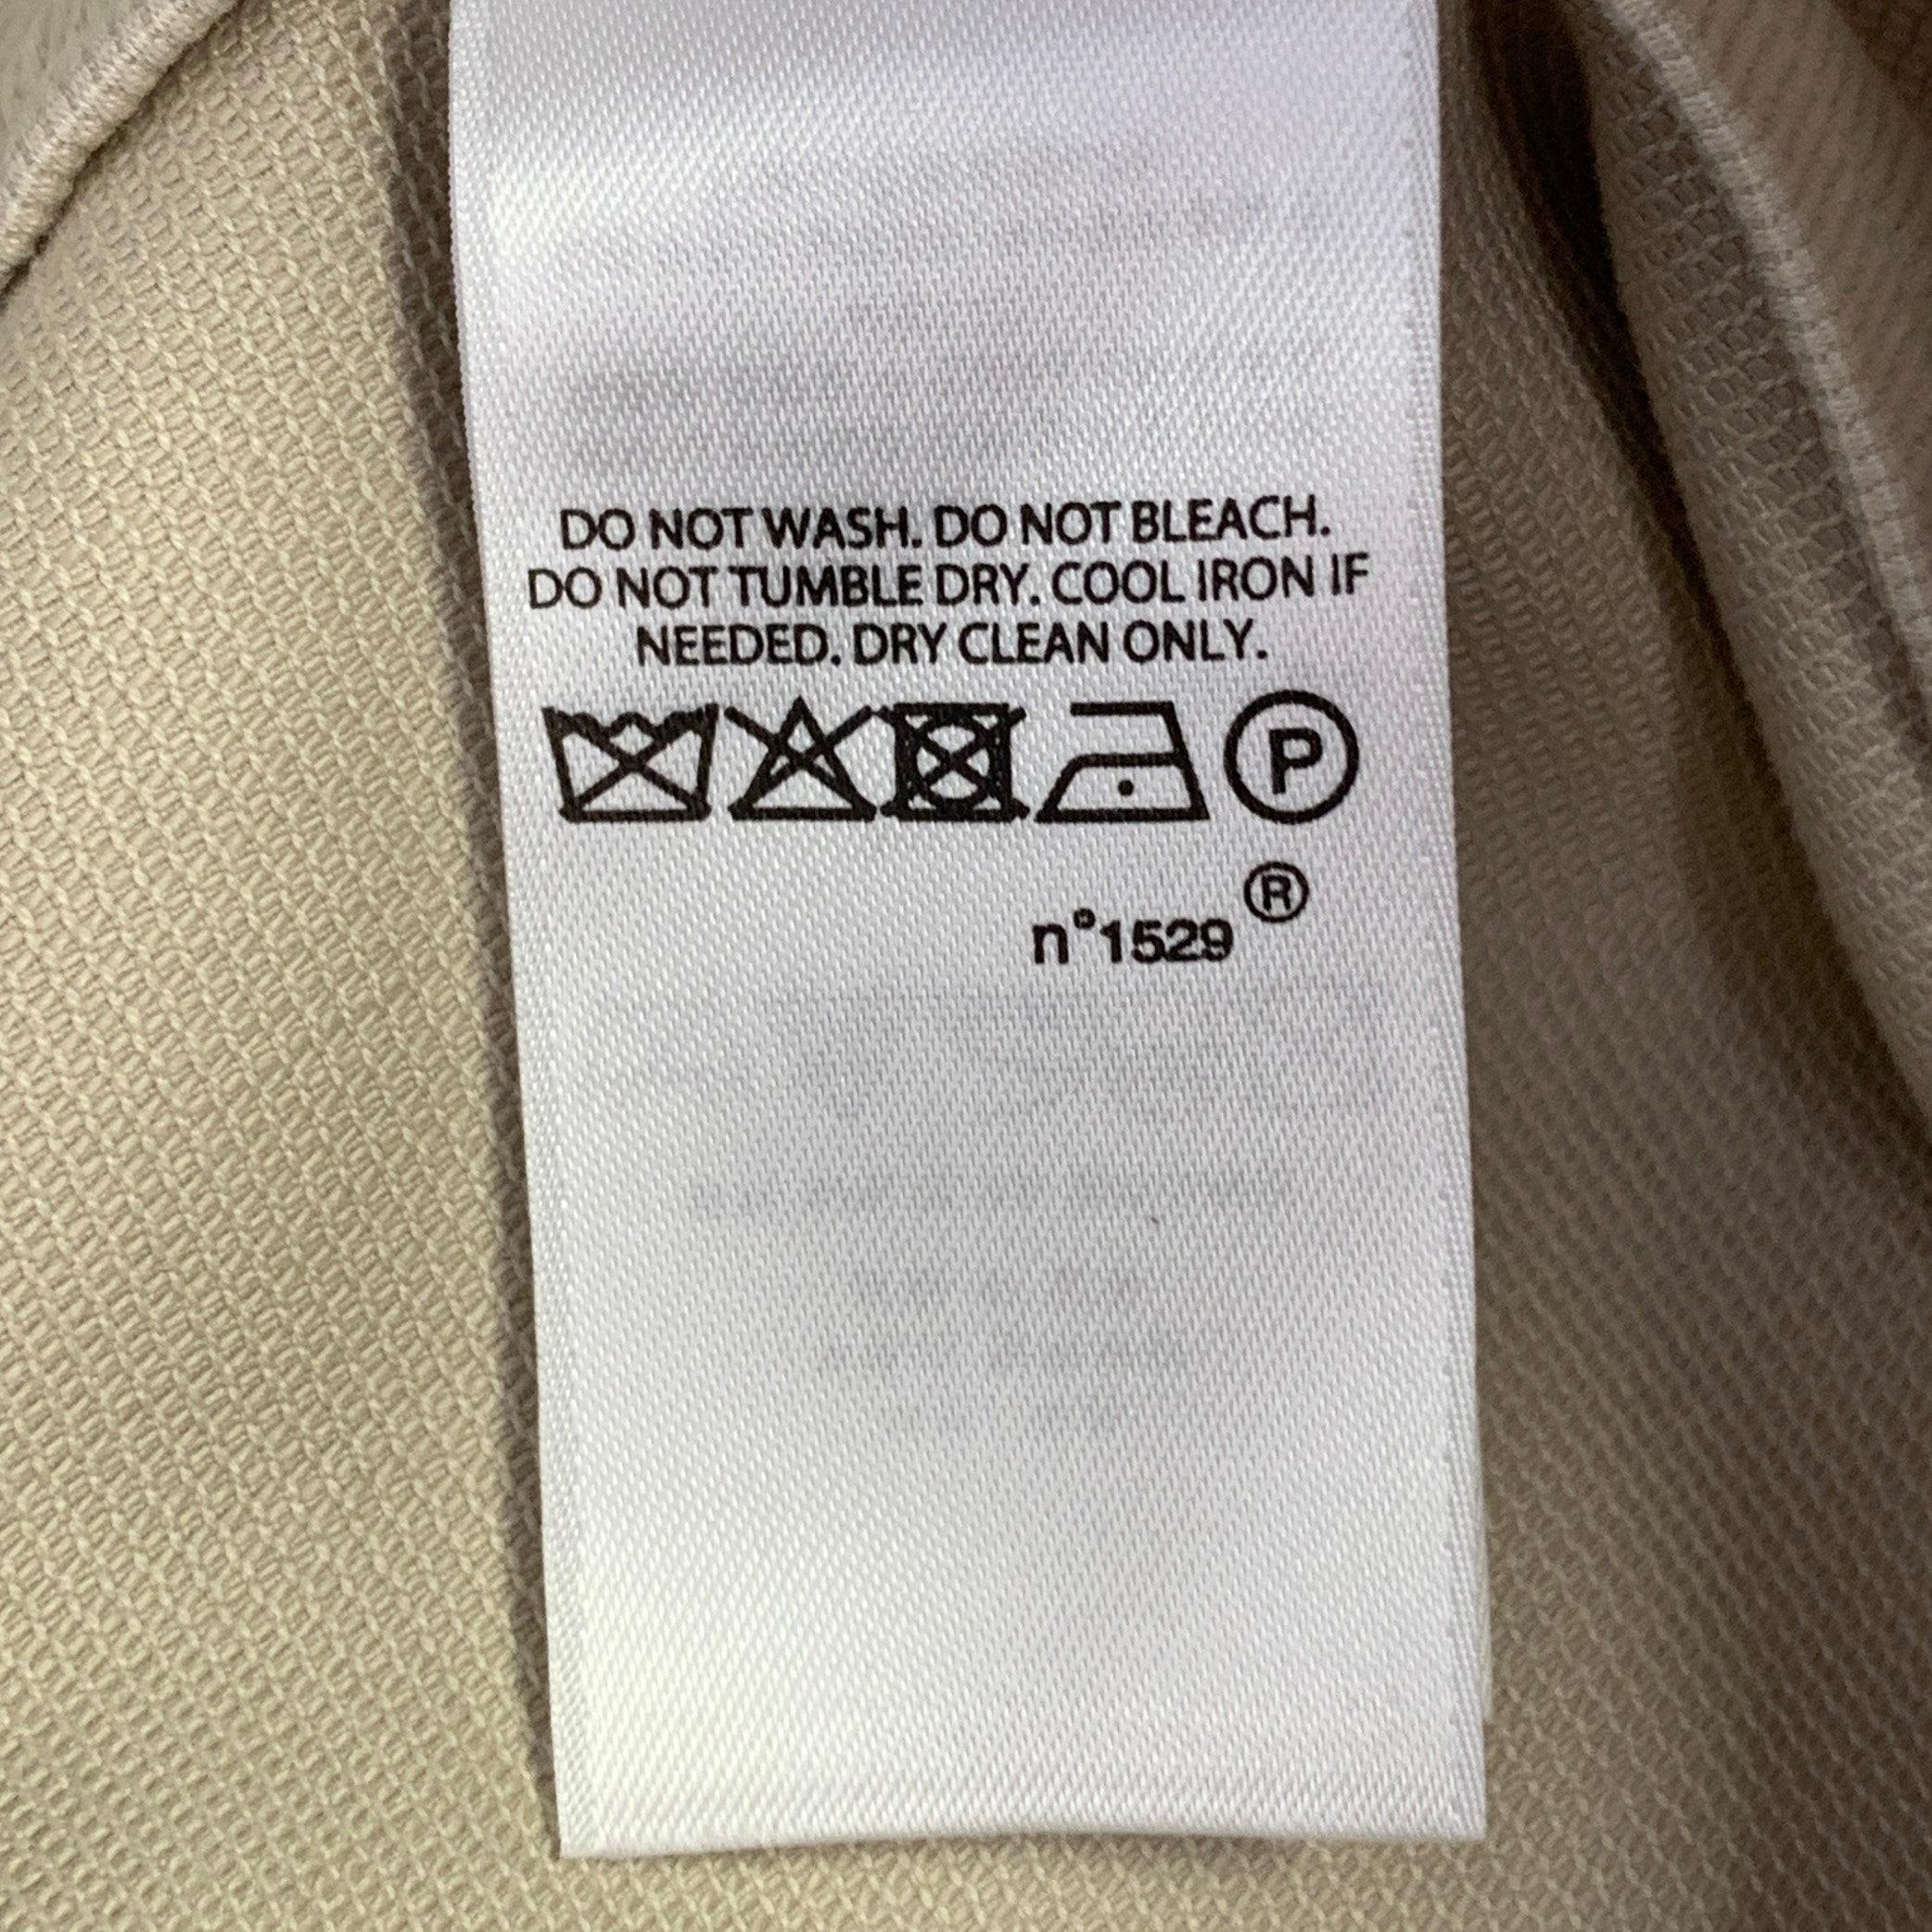 DO NOT WASH. DO NOT BLEACH.
DO NOT TUMBLE DRY. COOL IRON IF
NEEDED. DRY CLEAN ONLY.
P
n°1529 ®